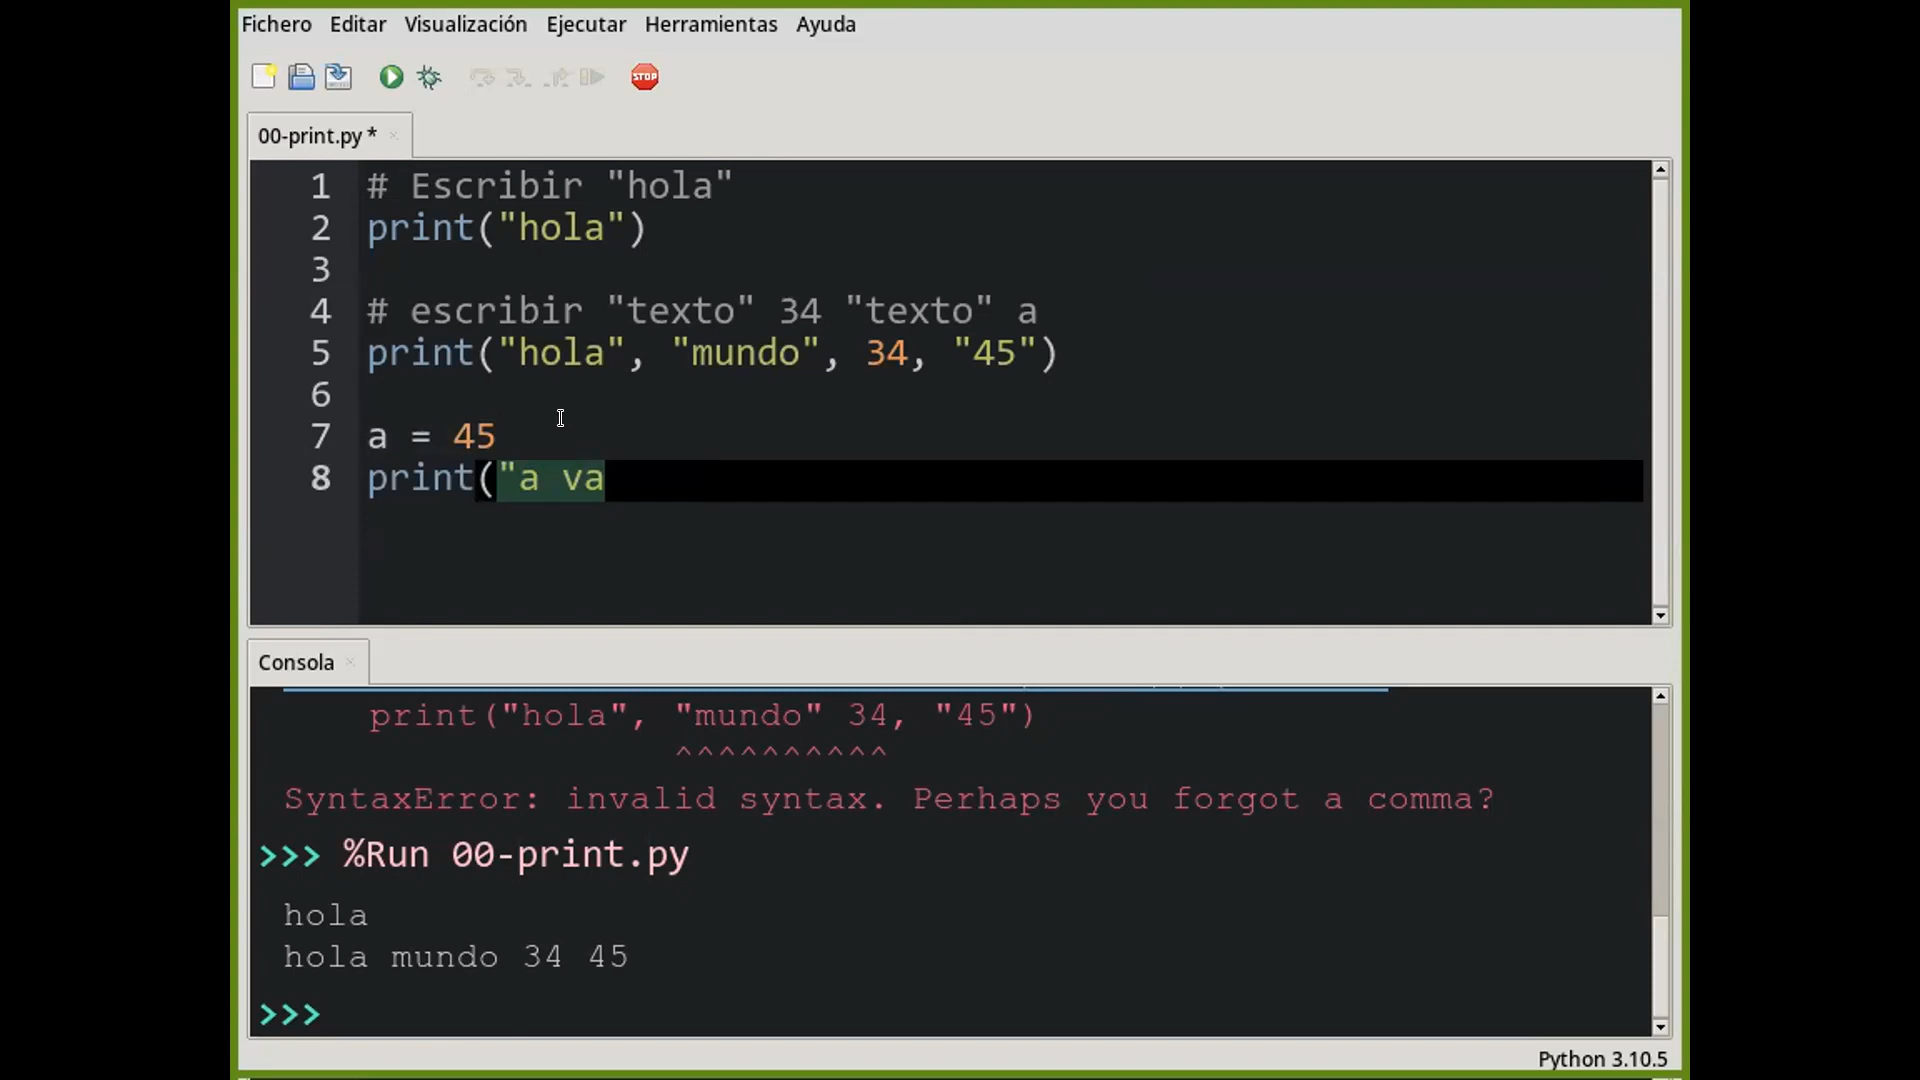 Fichero Editar Visualización Ejecutar Herramientas Ayuda
STOP
00-print.py *
1 # Escribir "hola"
2 print("hola")
3
4 # escribir "texto" 34 "texto" a
5 print("hola", "mundo", 34, "45")
6
7 a = 45
8 print("a va
Consola
print("hola", "mundo" 34, "45")
^^^^^^^^^^
SyntaxError: invalid syntax. Perhaps you forgot a comma?
>>> %Run 00-print.py
hola
hola mundo 34 45
>>>
Python 3.10.5